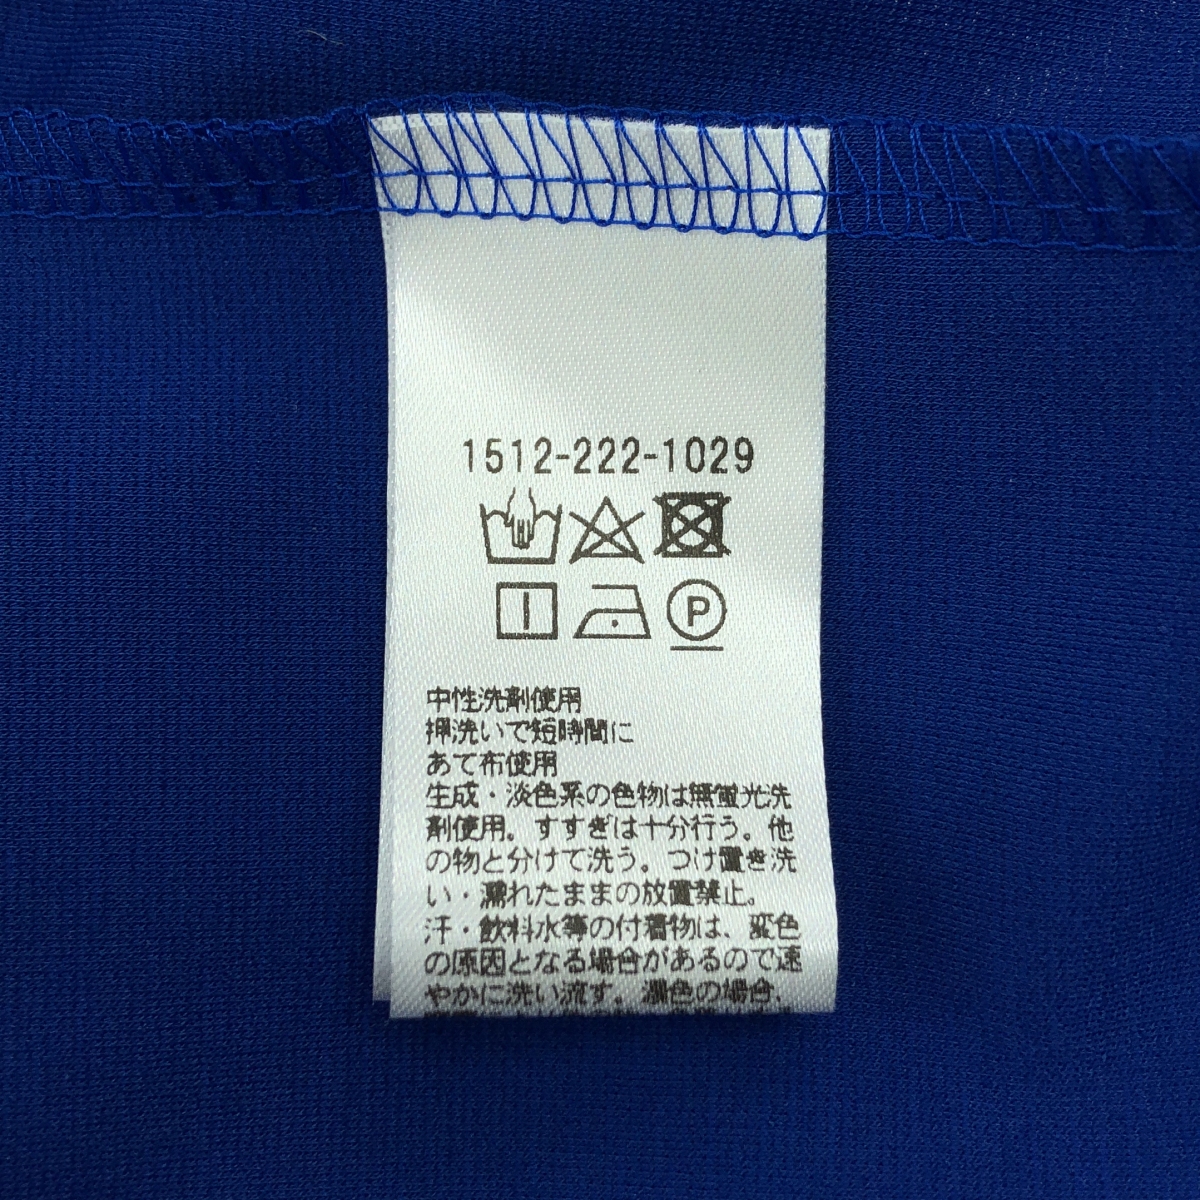 1512-222-1029
P
中性洗剤使用
押洗いで短時間に
あて布使用
生成・淡色系の色物は無蛍光洗
剤使用。すすぎは十分行う。他
の物と分けて洗う。つけ置き洗
い・濡れたままの放置禁止。
汗・飲料水等の付着物は、変色
の原因となる場合があるので速
やかに洗い流す。濃色の場合、